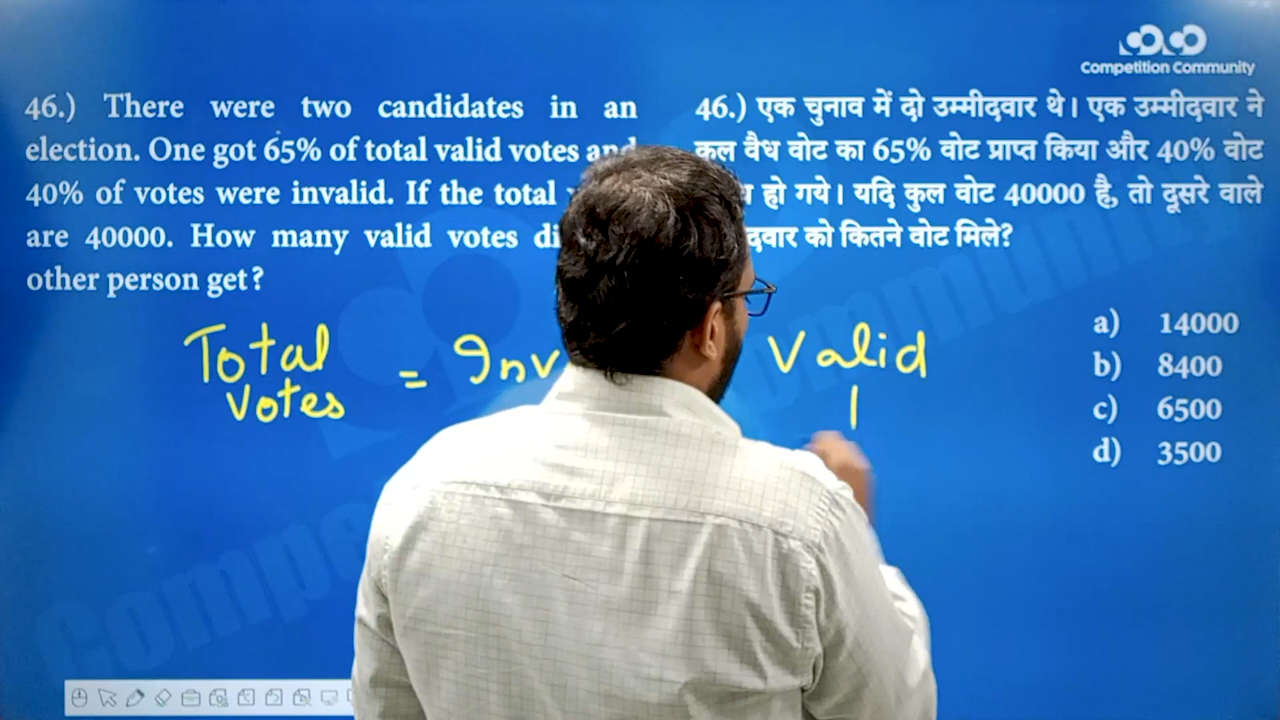 Competition Community
46.) There were two candidates in an
election. One got 65% of total valid votes and
40% of votes were invalid. If the total
are 40000. How many valid votes
other person get?
46.) एक चुनाव में दो उम्मीदवार थे। एक उम्मीदवार ने
कुल वैध वोट का 65% वोट प्राप्त किया और 40% वोट
हो गये। यदि कुल वोट 40000 है, तो दूसरे वाले
को कितने वोट मिले?
a) 14000
b) 8400
c) 6500
d) 3500
Total = Valid
Votes